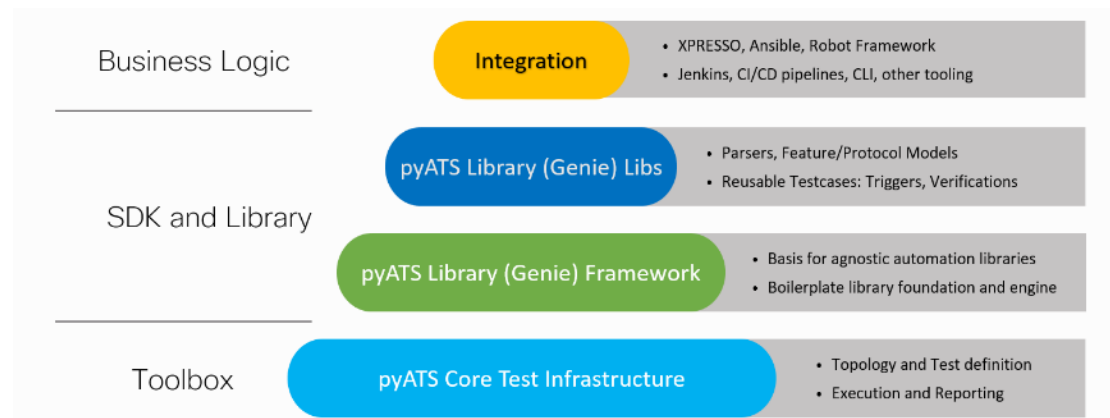 Business Logic
Integration
• XPRESSO, Ansible, Robot Framework
• Jenkins, CI/CD pipelines, CLI, other tooling
SDK and Library
pyATS Library (Genie) Libs
• Parsers, Feature/Protocol Models
• Reusable Testcases: Triggers, Verifications
pyATS Library (Genie) Framework
• Basis for agnostic automation libraries
• Boilerplate library foundation and engine
Toolbox
pyATS Core Test Infrastructure
• Topology and Test definition
• Execution and Reporting